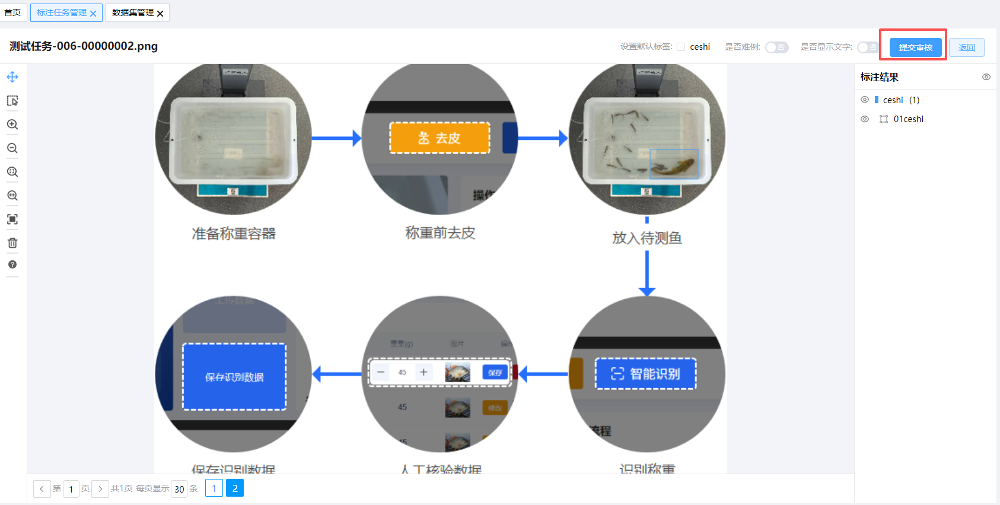 首页 标注任务管理 数据集管理
测试任务-006-00000002.png 设置默认标签: ceshi 是否难例: 否 是否显示文字: 否 提交审核 返回
标注结果
ceshi (1)
01ceshi
去皮
操作
准备称重容器 称重前去皮 放入待测鱼
工传数据
重量(g) 图片 操作
保存识别数据 45 保存 智能识别
45 修改
流程
45
保存识别数据 人工核验数据 识别称重
第 1 页 共1页 每页显示 30 条 1 2